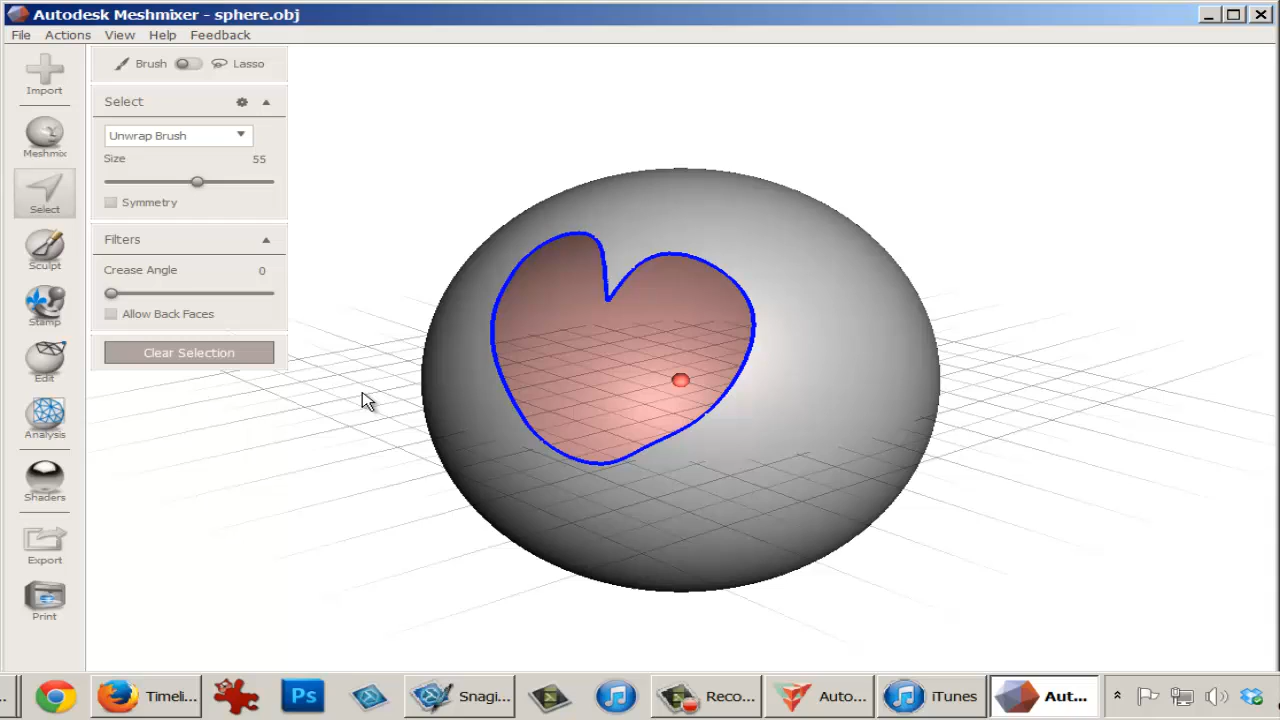 Autodesk Meshmixer - sphere.obj
File Actions View Help Feedback
Import
Meshmix
Select
Sculpt
Stamp
Edit
Analysis
Shaders
Export
Print
Brush Lasso
Select
Unwrap Brush
Size 55
Symmetry
Filters
Crease Angle 0
Allow Back Faces
Clear Selection
... Timeli... Ps Snagi... Reco... Auto... iTunes Aut...